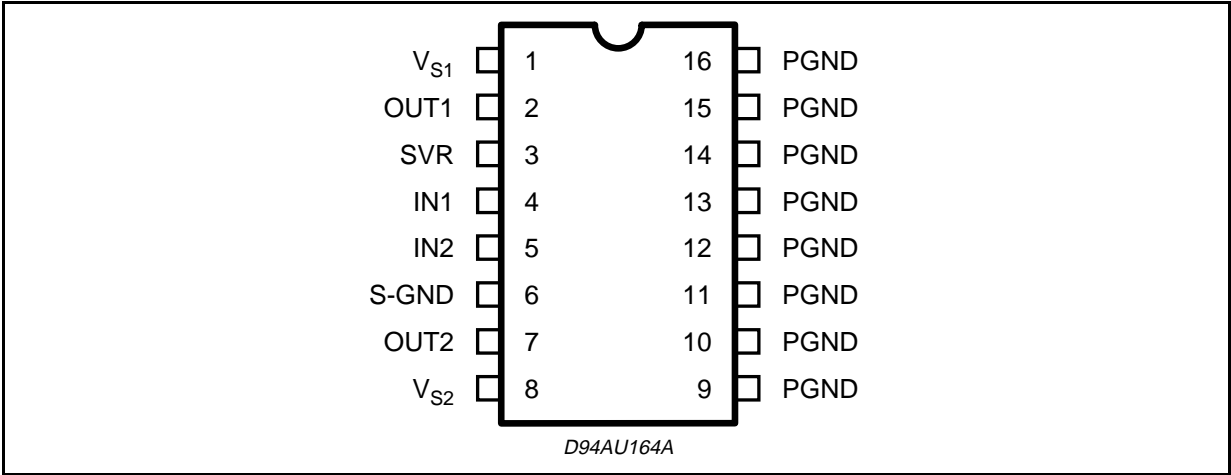 V_S1 1 16 PGND
OUT1 2 15 PGND
SVR 3 14 PGND
IN1 4 13 PGND
IN2 5 12 PGND
S-GND 6 11 PGND
OUT2 7 10 PGND
V_S2 8 9 PGND
D94AU164A